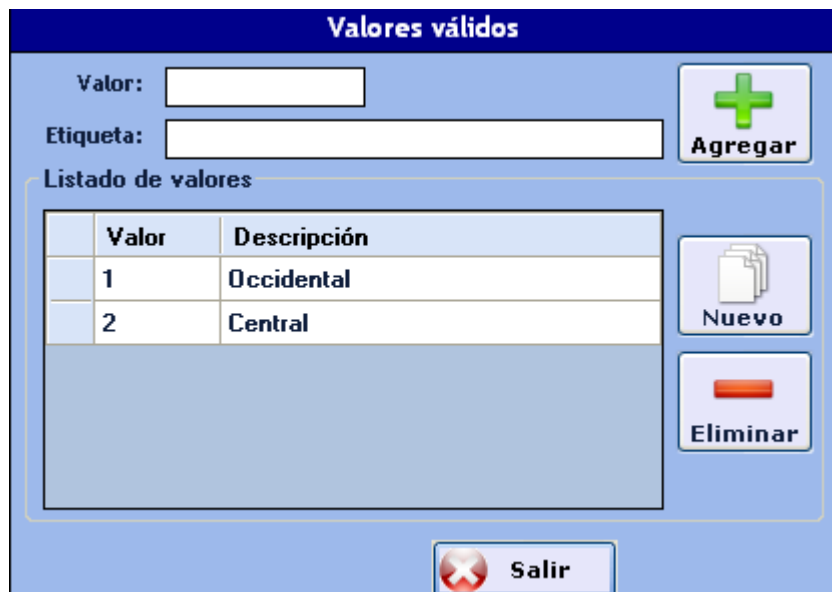 Valores válidos
Valor:
Etiqueta:
Agregar
Listado de valores
Valor Descripción
1 Occidental
2 Central
Nuevo
Eliminar
Salir